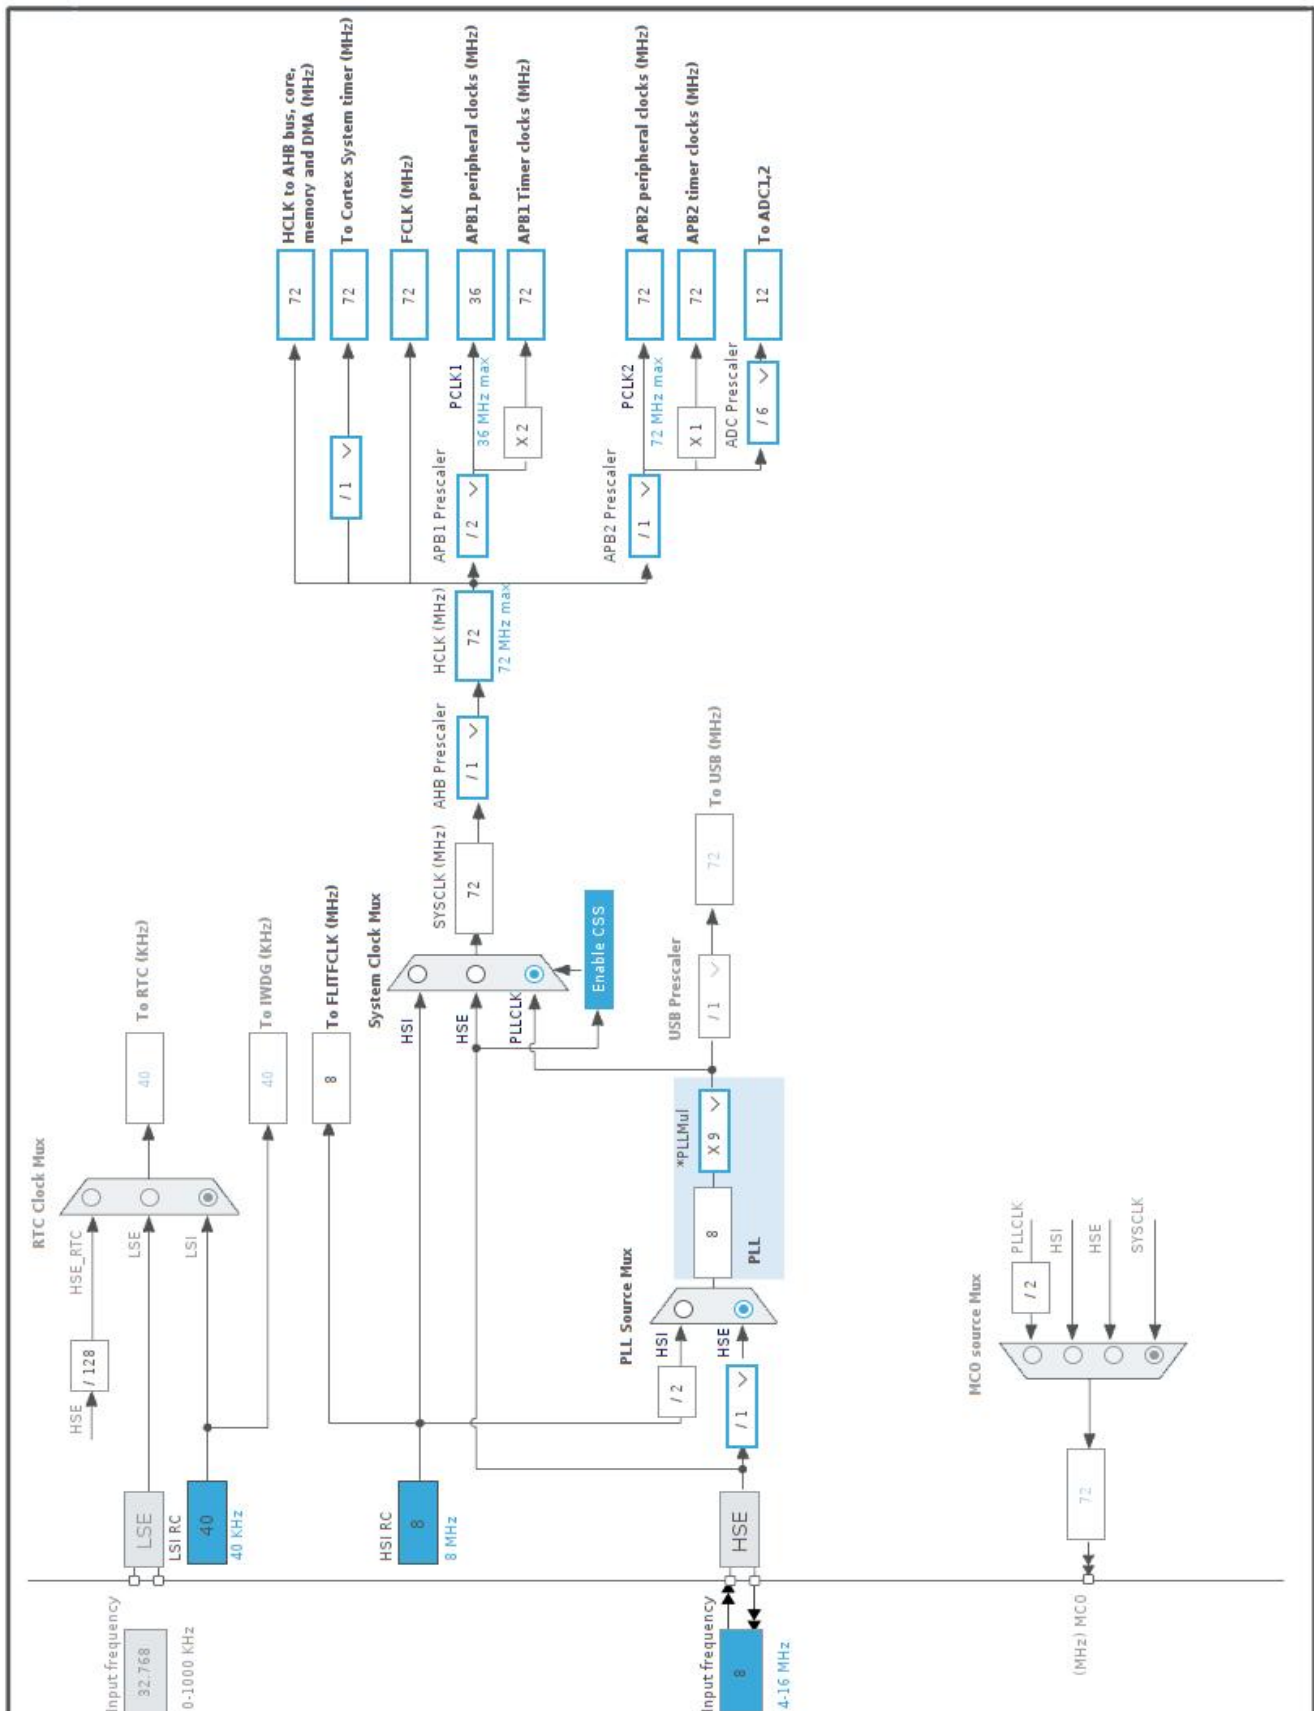 RTC Clock Mux
HSE
/ 128
HSE_RTC
To RTC (KHz)
40
Input frequency
32.768
0-1000 KHz
LSE
LSE
LSI RC
40
40 KHz
LSI
40
To IWDG (KHz)
8
To FLITFCLK (MHz)
HSI RC
8
8 MHz
System Clock Mux
HSI
HSE
PLLCLK
Enable CSS
SYSCLK (MHz)
72
AHB Prescaler
/ 1
HCLK (MHz)
72
72 MHz max
72
HCLK to AHB bus, core,
memory and DMA (MHz)
/ 1
72
To Cortex System timer (MHz)
72
FCLK (MHz)
APB1 Prescaler
/ 2
PCLK1
36 MHz max
36
APB1 peripheral clocks (MHz)
X 2
72
APB1 Timer clocks (MHz)
APB2 Prescaler
/ 1
PCLK2
72 MHz max
72
APB2 peripheral clocks (MHz)
X 1
72
APB2 timer clocks (MHz)
ADC Prescaler
/ 6
12
To ADC1,2
PLL Source Mux
HSI
/ 2
HSE
/ 1
8
*PLLMul
X 9
PLL
USB Prescaler
/ 1
72
To USB (MHz)
Input frequency
8
4-16 MHz
HSE
MCO source Mux
PLLCLK
/ 2
HSI
HSE
SYSCLK
72
(MHz) MCO